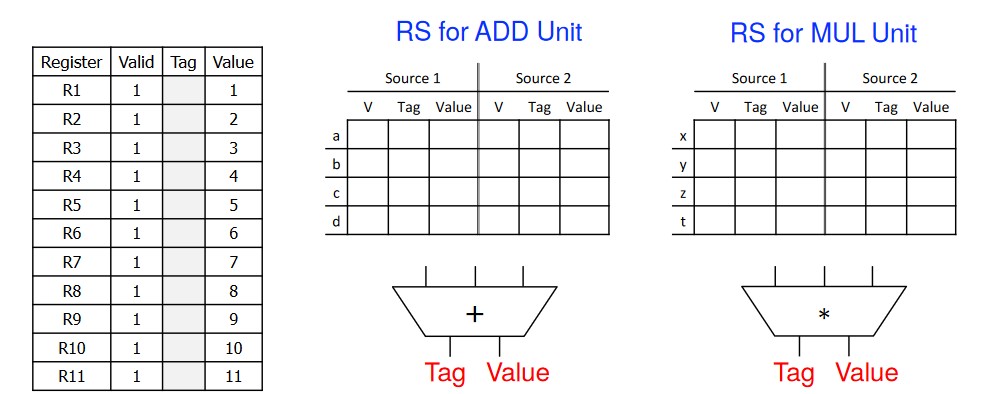 RS for ADD Unit
RS for MUL Unit
Register Valid Tag Value
R1 1 1
R2 1 2
R3 1 3
R4 1 4
R5 1 5
R6 1 6
R7 1 7
R8 1 8
R9 1 9
R10 1 10
R11 1 11
Source 1 Source 2
V Tag Value V Tag Value
a
b
c
d
+
Tag Value
Source 1 Source 2
V Tag Value V Tag Value
x
y
z
t
*
Tag Value